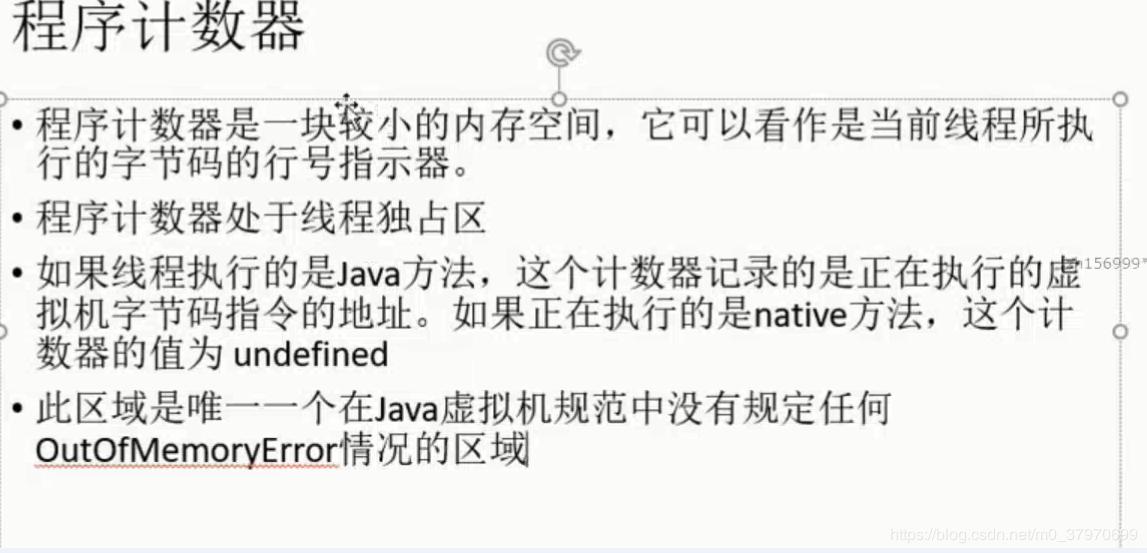 程序计数器
• 程序计数器是一块较小的内存空间，它可以看作是当前线程所执
行的字节码的行号指示器。
• 程序计数器处于线程独占区
• 如果线程执行的是Java方法，这个计数器记录的是正在执行的虚
拟机字节码指令的地址。如果正在执行的是native方法，这个计
数器的值为 undefined
• 此区域是唯一一个在Java虚拟机规范中没有规定任何
OutOfMemoryError情况的区域
https://blog.csdn.net/m0_37970699